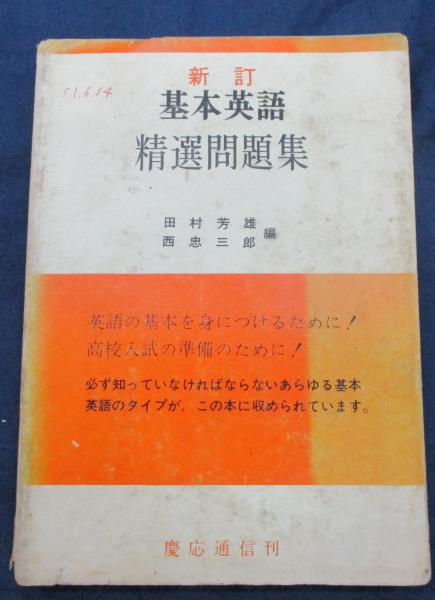 新訂
51.6.14
基本英語
精選問題集
田村芳雄
西忠三郎 編
英語の基本を身につけるために!
高校入試の準備のために!
必ず知っていなければならないあらゆる基本
英語のタイプが、この本に収められています。
慶応通信刊